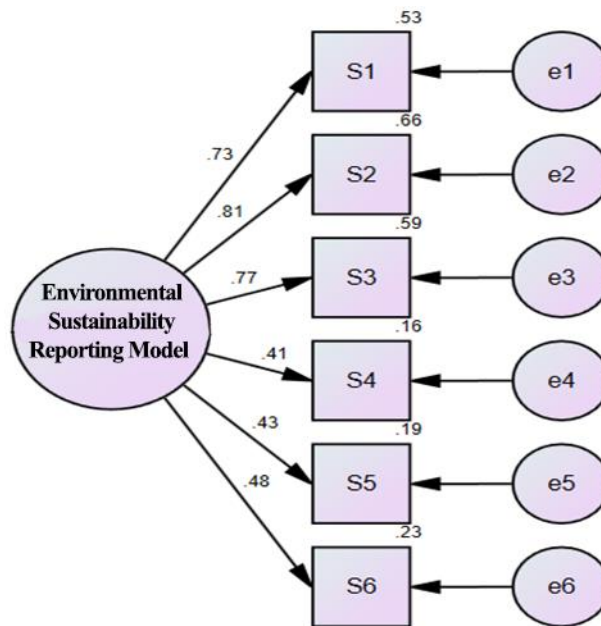 .53
S1
e1
.73
.66
S2
e2
.81
.59
S3
e3
.77
Environmental
Sustainability
Reporting Model
.16
S4
e4
.41
.19
S5
e5
.43
.23
S6
e6
.48